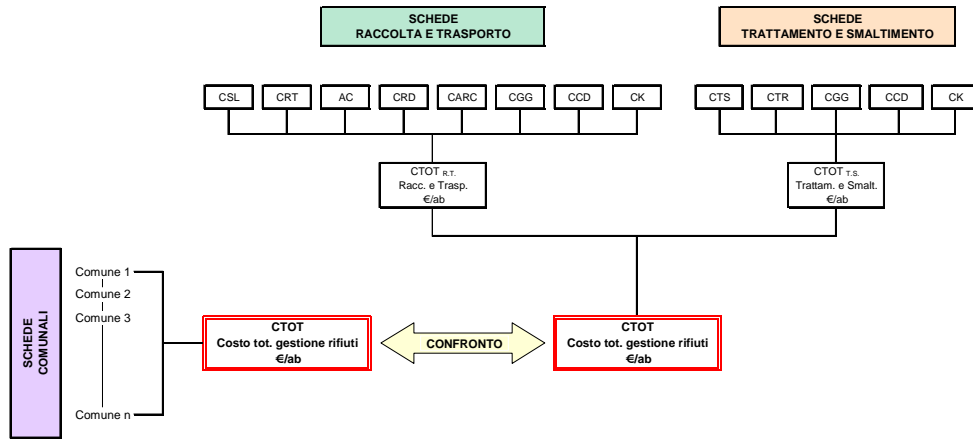 SCHEDE
RACCOLTA E TRASPORTO
SCHEDE
TRATTAMENTO E SMALTIMENTO
CSL CRT AC CRD CARC CGG CCD CK
CTS CTR CGG CCD CK
CTOT R.T.
Racc. e Trasp.
€/ab
CTOT T.S.
Trattam. e Smalt.
€/ab
SCHEDE
COMUNALI
Comune 1
Comune 2
Comune 3
Comune n
CTOT
Costo tot. gestione rifiuti
€/ab
CONFRONTO
CTOT
Costo tot. gestione rifiuti
€/ab